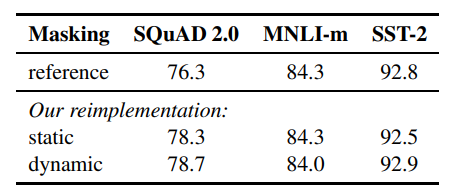 Masking SQuAD 2.0 MNLI-m SST-2
reference 76.3 84.3 92.8
Our reimplementation:
static 78.3 84.3 92.5
dynamic 78.7 84.0 92.9